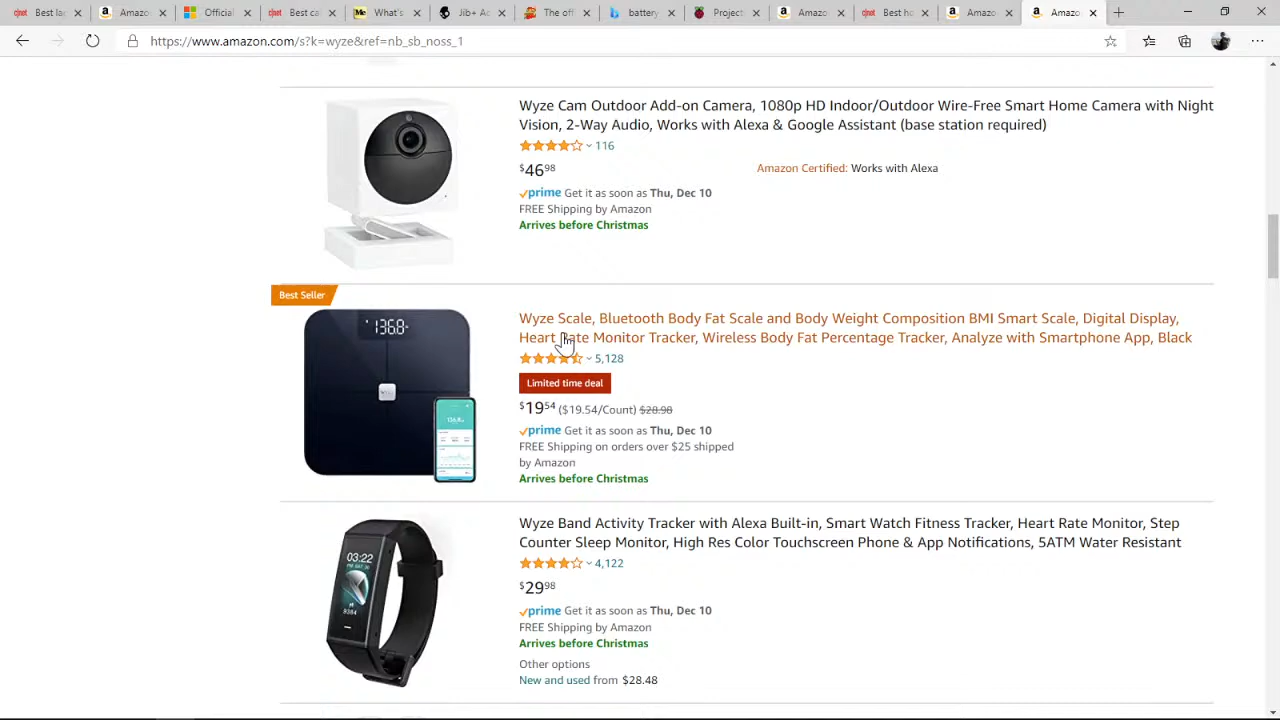 Best la
Amazo
Official
Best ca
What's
Jib+ Ac
The off
battery
Project
Amazo
Best he
Amazo
Amazo
https://www.amazon.com/s?k=wyze&ref=nb_sb_noss_1
Wyze Cam Outdoor Add-on Camera, 1080p HD Indoor/Outdoor Wire-Free Smart Home Camera with Night
Vision, 2-Way Audio, Works with Alexa & Google Assistant (base station required)
116
$4698
Amazon Certified: Works with Alexa
prime Get it as soon as Thu, Dec 10
FREE Shipping by Amazon
Arrives before Christmas
Best Seller
136.8
Wyze Scale, Bluetooth Body Fat Scale and Body Weight Composition BMI Smart Scale, Digital Display,
Heart Rate Monitor Tracker, Wireless Body Fat Percentage Tracker, Analyze with Smartphone App, Black
5,128
Limited time deal
$1954 ($19.54/Count) $28.98
prime Get it as soon as Thu, Dec 10
FREE Shipping on orders over $25 shipped
by Amazon
Arrives before Christmas
Wyze Band Activity Tracker with Alexa Built-in, Smart Watch Fitness Tracker, Heart Rate Monitor, Step
Counter Sleep Monitor, High Res Color Touchscreen Phone & App Notifications, 5ATM Water Resistant
03:22
4,122
$2998
prime Get it as soon as Thu, Dec 10
FREE Shipping by Amazon
Arrives before Christmas
Other options
New and used from $28.48